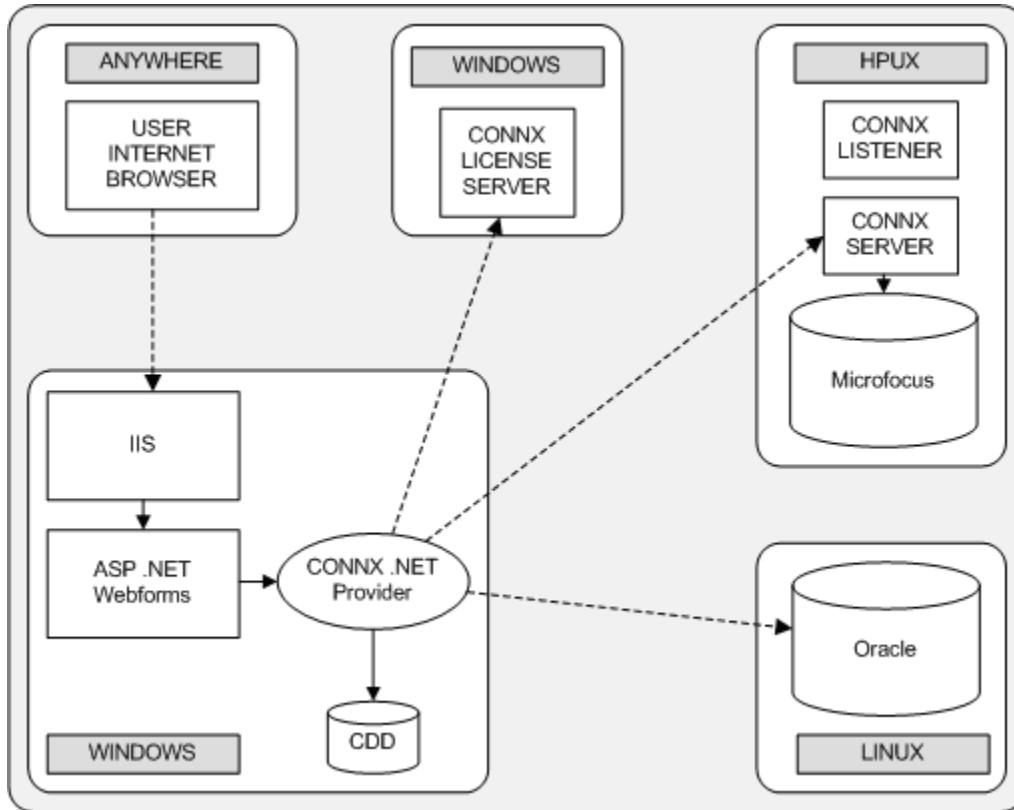 ANYWHERE
USER
INTERNET
BROWSER
WINDOWS
CONNX
LICENSE
SERVER
HPUX
CONNX
LISTENER
CONNX
SERVER
Microfocus
IIS
ASP .NET
Webforms
CONNX .NET
Provider
CDD
WINDOWS
Oracle
LINUX